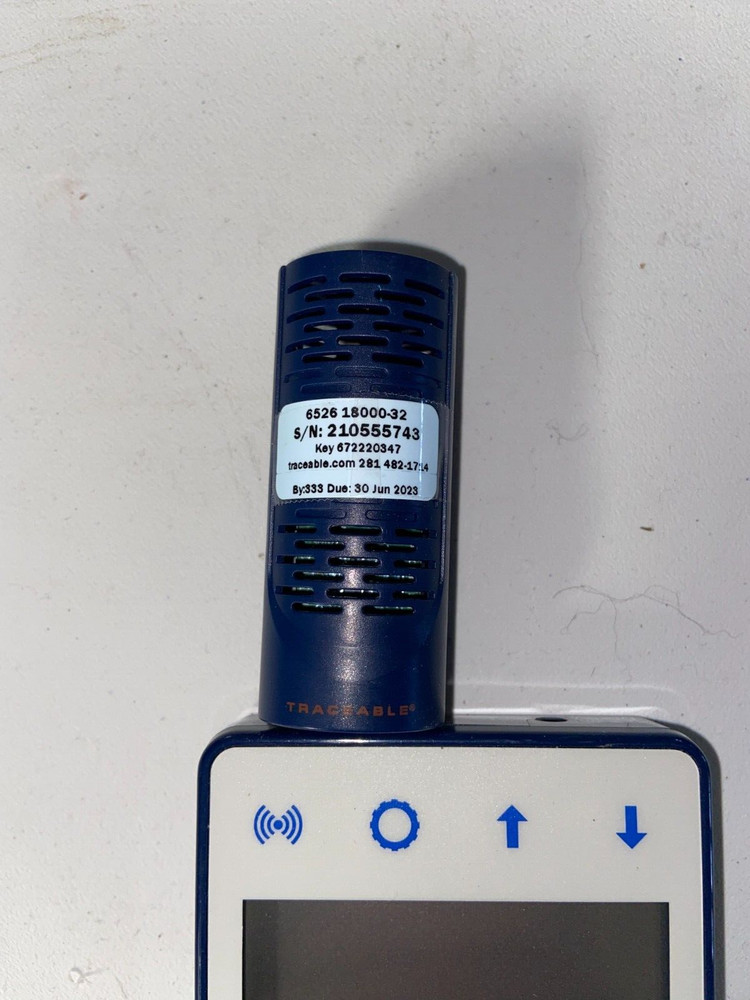 6526 18000-32
S/N: 210555743
Key 672220347
traceable.com 281 482-1714
By:333 Due: 30 Jun 2023
TRACEABLE®